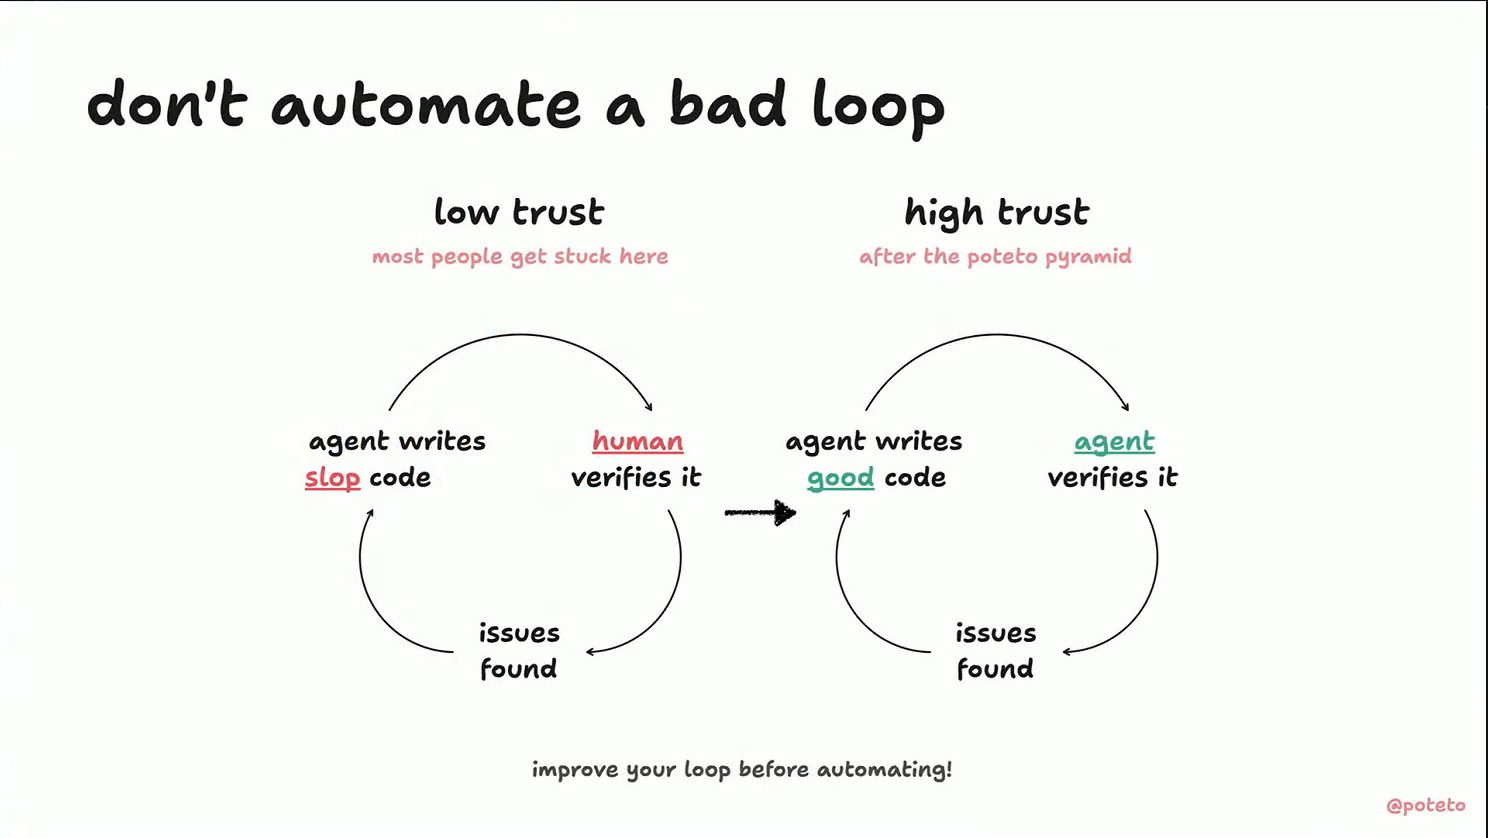 don't automate a bad loop
low trust
most people get stuck here
agent writes
slop code
human
verifies it
issues
found
high trust
after the poteto pyramid
agent writes
good code
agent
verifies it
issues
found
improve your loop before automating!
@poteto